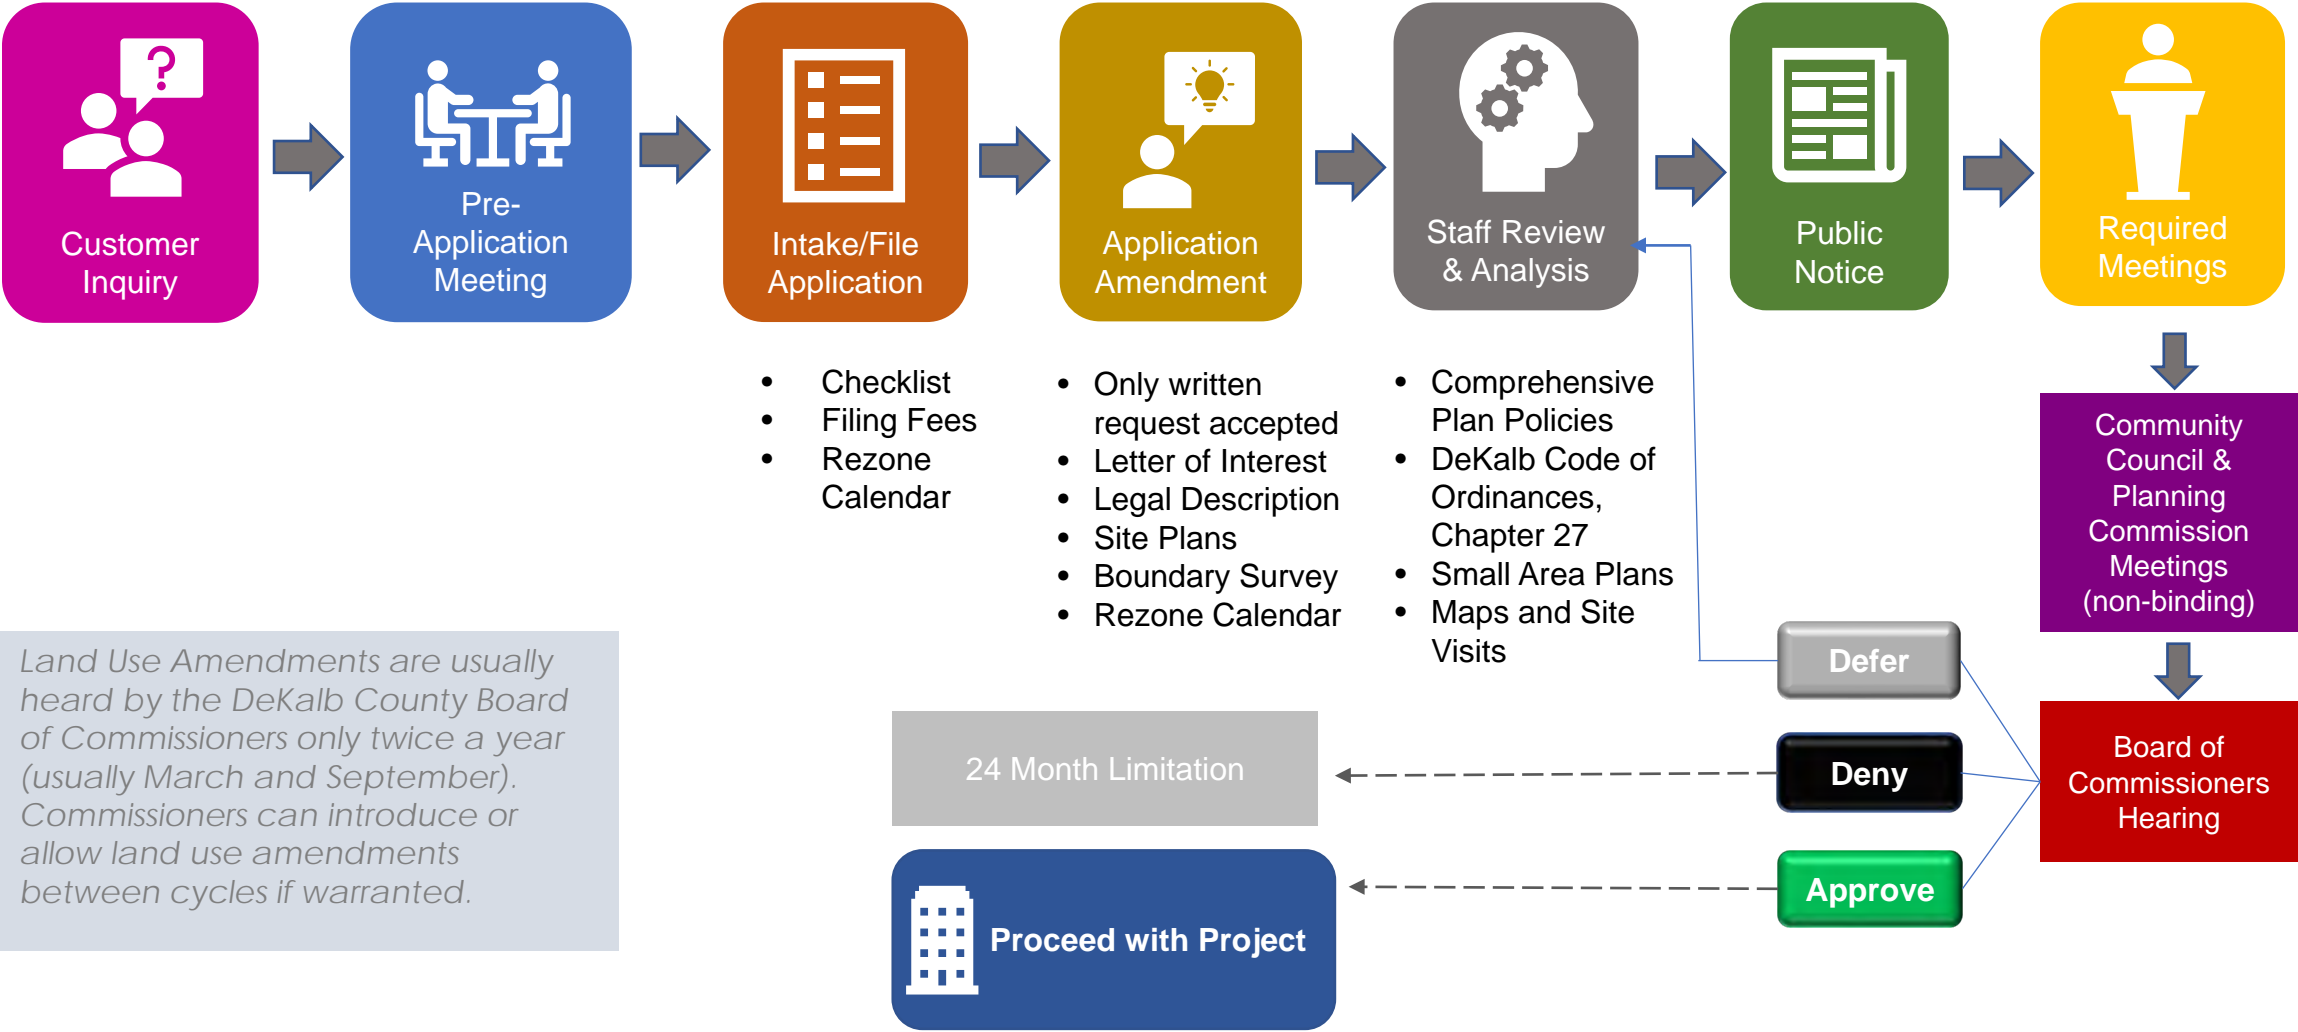 ?
Customer
Inquiry
Pre-
Application
Meeting
Intake/File
Application
Application
Amendment
Staff Review
& Analysis
Public
Notice
Required
Meetings
• Checklist
• Filing Fees
• Rezone
Calendar
• Only written
request accepted
• Letter of Interest
• Legal Description
• Site Plans
• Boundary Survey
• Rezone Calendar
• Comprehensive
Plan Policies
• DeKalb Code of
Ordinances,
Chapter 27
• Small Area Plans
• Maps and Site
Visits
Community
Council &
Planning
Commission
Meetings
(non-binding)
Board of
Commissioners
Hearing
Defer
Deny
Approve
24 Month Limitation
Proceed with Project
Land Use Amendments are usually
heard by the DeKalb County Board
of Commissioners only twice a year
(usually March and September).
Commissioners can introduce or
allow land use amendments
between cycles if warranted.